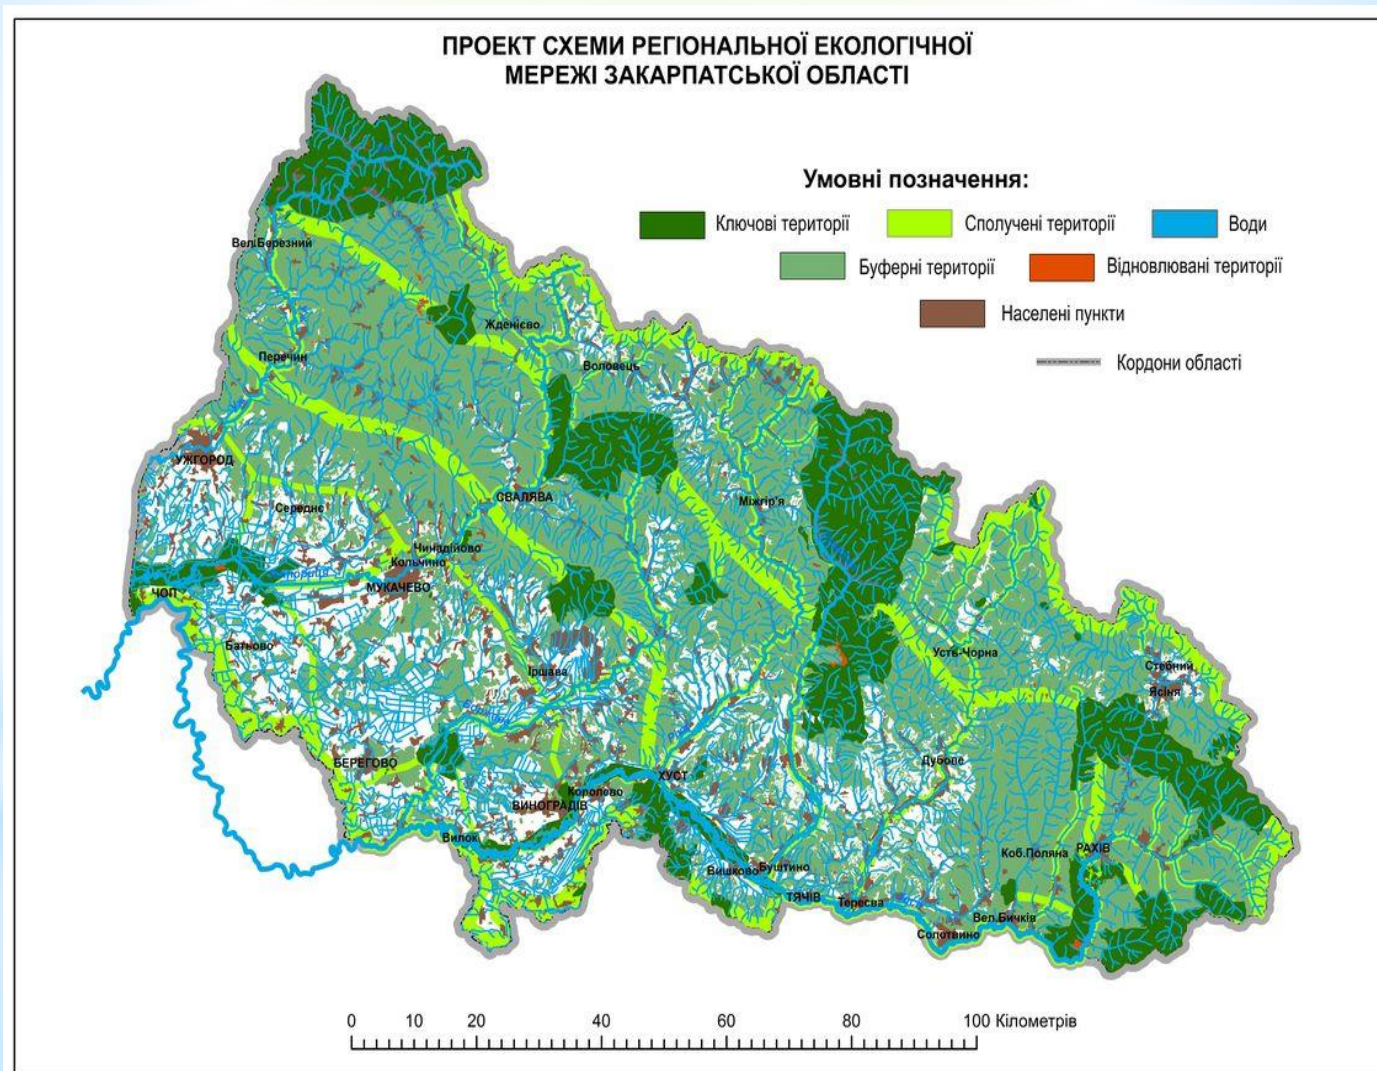 ПРОЕКТ СХЕМИ РЕГІОНАЛЬНОЇ ЕКОЛОГІЧНОЇ
МЕРЕЖІ ЗАКАРПАТСЬКОЇ ОБЛАСТІ
Умовні позначення:
Ключові території
Сполучені території
Води
Буферні території
Відновлювані території
Населені пункти
Кордони області
Вел.Березний
Жденієво
Перечин
Воловець
УЖГОРОД
СВАЛЯВА
Міжгір'я
Середнє
Чинадійово
Кольчино
МУКАЧЕВО
ЧОП
Батьово
Іршава
Усть-Чорна
Стебний
Ясіня
БЕРЕГОВО
ХУСТ
Дубове
Королево
ВИНОГРАДІВ
Вилок
Коб.Поляна
РАХІВ
Вишково
Буштино
ТЯЧІВ
Тересва
Вел.Бичків
Солотвино
0 10 20 40 60 80 100 Кілометрів